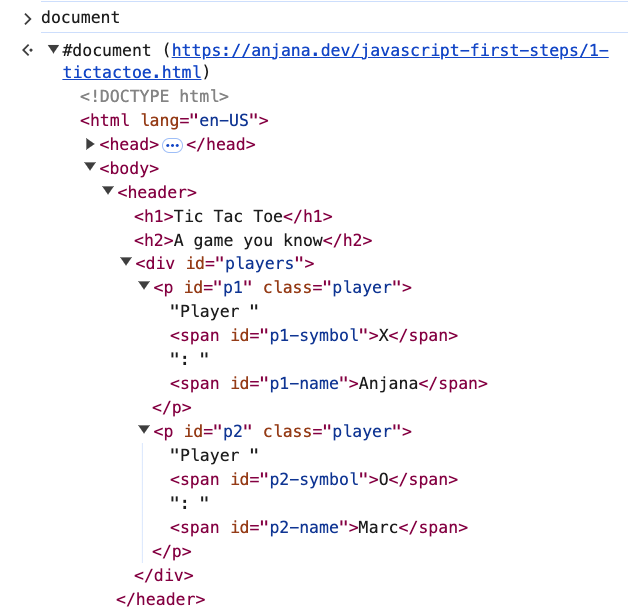 > document
#document (https://anjana.dev/javascript-first-steps/1-
tictactoe.html)
<!DOCTYPE html>
<html lang="en-US">
<head> ••• </head>
<body>
<header>
<h1>Tic Tac Toe</h1>
<h2>A game you know</h2>
<div id="players">
<p id="p1" class="player">
"Player "
<span id="p1-symbol">X</span>
": "
<span id="p1-name">Anjana</span>
</p>
<p id="p2" class="player">
"Player "
<span id="p2-symbol">O</span>
": "
<span id="p2-name">Marc</span>
</p>
</div>
</header>